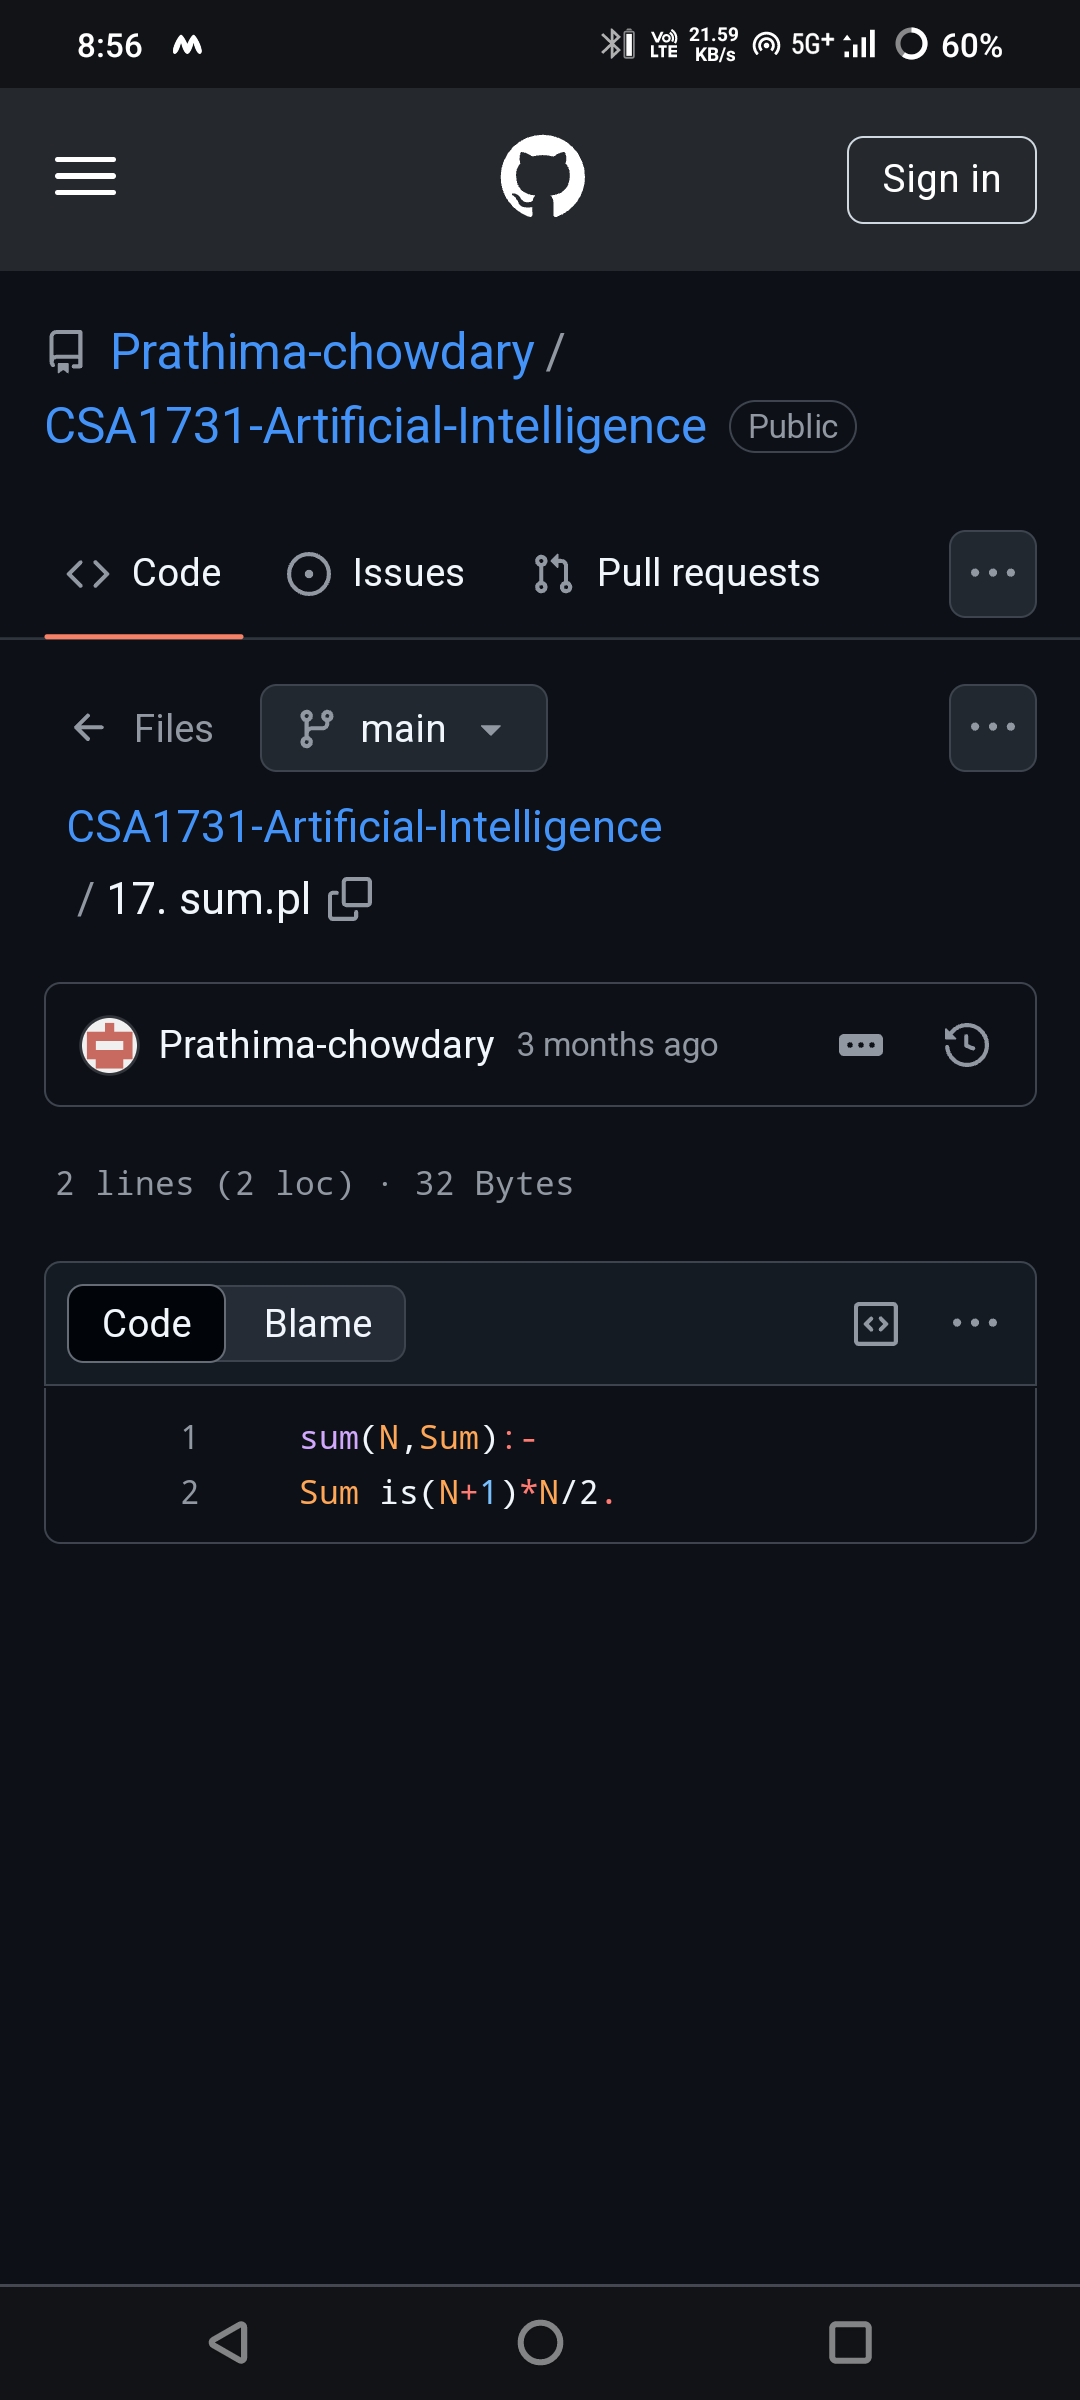 8:56 Vo) LTE 21.59 KB/s 5G+ 60%
Sign in
Prathima-chowdary /
CSA1731-Artificial-Intelligence Public
Code Issues Pull requests
Files main
CSA1731-Artificial-Intelligence
/ 17. sum.pl
Prathima-chowdary 3 months ago
2 lines (2 loc) · 32 Bytes
Code Blame
1 sum(N,Sum):-
2 Sum is(N+1)*N/2.